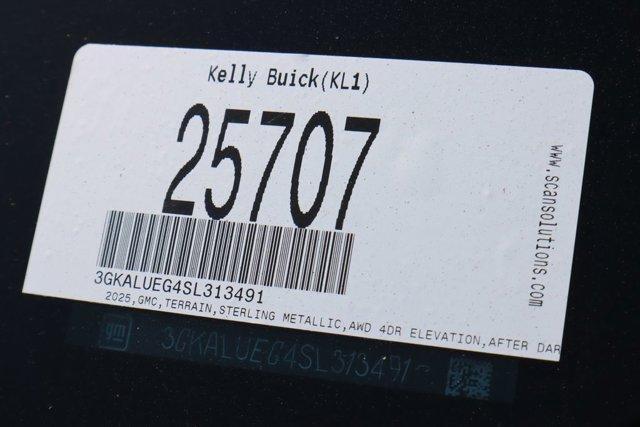 Kelly Buick(KL1)
25707
3GKALUEG4SL313491
2025,GMC,TERRAIN,STERLING METALLIC,AWD 4DR ELEVATION,AFTER DAR
www.scansolutions.com
gm 3GKALUEG4SL313491